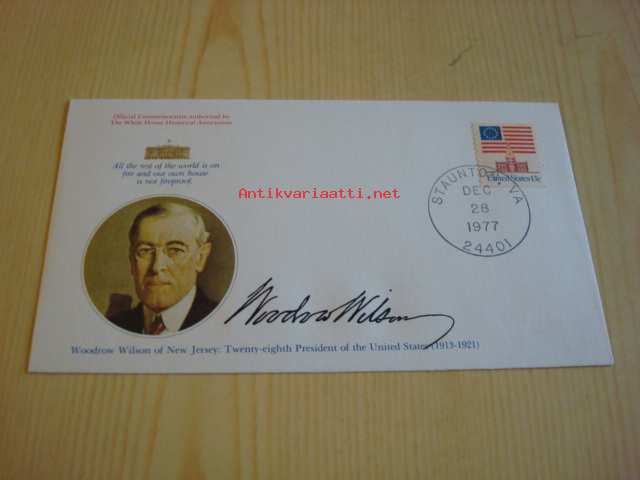 Official Commemorative authorized by
The White House Historical Association
All the rest of the world is on
fire and our own house
is not fireproof.
Antikvariaatti.net
United States 13c
STAUNTON, VA
DEC
28
1977
24401
Woodrow Wilson
Woodrow Wilson of New Jersey: Twenty-eighth President of the United States (1913-1921)